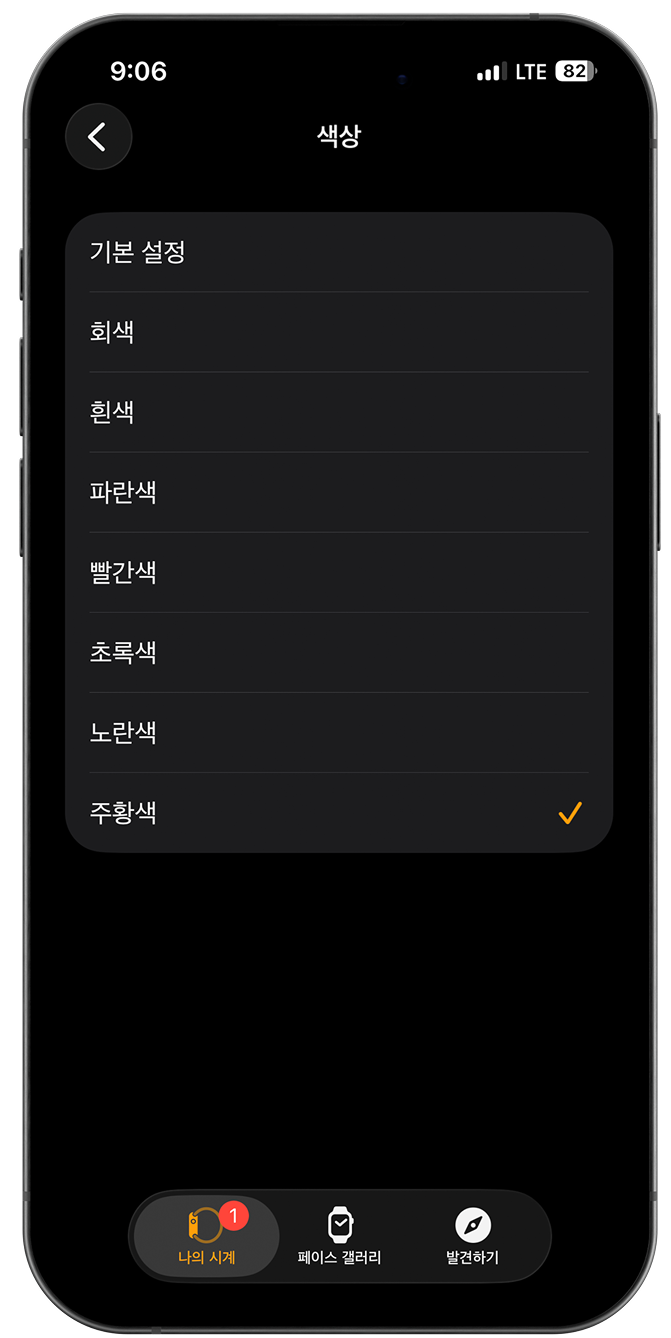 9:06
LTE 82
색상
기본 설정
회색
흰색
파란색
빨간색
초록색
노란색
주황색
1
나의 시계
페이스 갤러리
발견하기